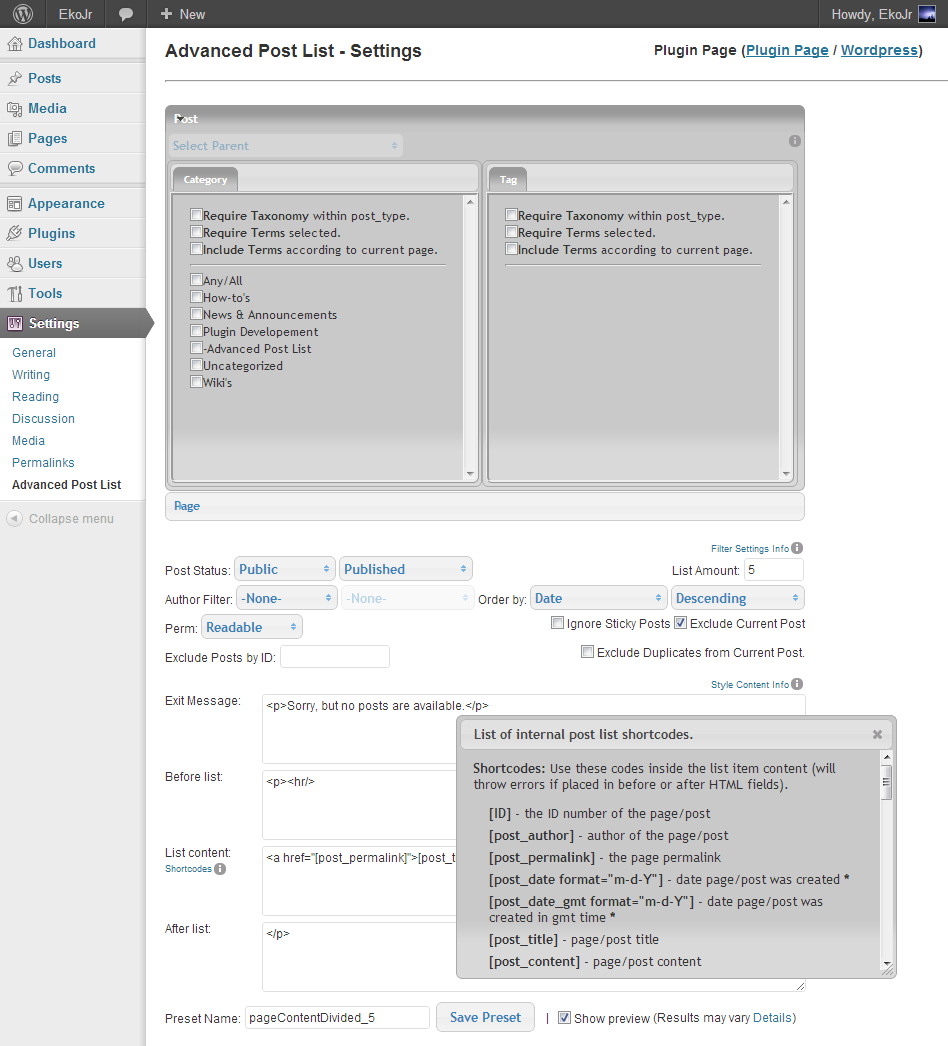 EkoJr
+ New
Howdy, EkoJr
Dashboard
Posts
Media
Pages
Comments
Appearance
Plugins
Users
Tools
Settings
General
Writing
Reading
Discussion
Media
Permalinks
Advanced Post List
Collapse menu
Advanced Post List - Settings
Plugin Page (Plugin Page / Wordpress)
Post
Select Parent
Category
Require Taxonomy within post_type.
Require Terms selected.
Include Terms according to current page.
Any/All
How-to's
News & Announcements
Plugin Developement
-Advanced Post List
Uncategorized
Wiki's
Tag
Require Taxonomy within post_type.
Require Terms selected.
Include Terms according to current page.
Page
Filter Settings Info
Post Status: Public Published
List Amount: 5
Author Filter: -None- -None-
Order by: Date Descending
Perm: Readable
Ignore Sticky Posts Exclude Current Post
Exclude Posts by ID:
Exclude Duplicates from Current Post.
Style Content Info
Exit Message:
<p>Sorry, but no posts are available.</p>
Before list:
<p><hr/>
List content:
Shortcodes
<a href="[post_permalink]">[post_t
After list:
</p>
List of internal post list shortcodes.
Shortcodes: Use these codes inside the list item content (will
throw errors if placed in before or after HTML fields).
[ID] - the ID number of the page/post
[post_author] - author of the page/post
[post_permalink] - the page permalink
[post_date format="m-d-Y"] - date page/post was created *
[post_date_gmt format="m-d-Y"] - date page/post was
created in gmt time *
[post_title] - page/post title
[post_content] - page/post content
Preset Name: pageContentDivided_5
Save Preset
| Show preview (Results may vary Details)